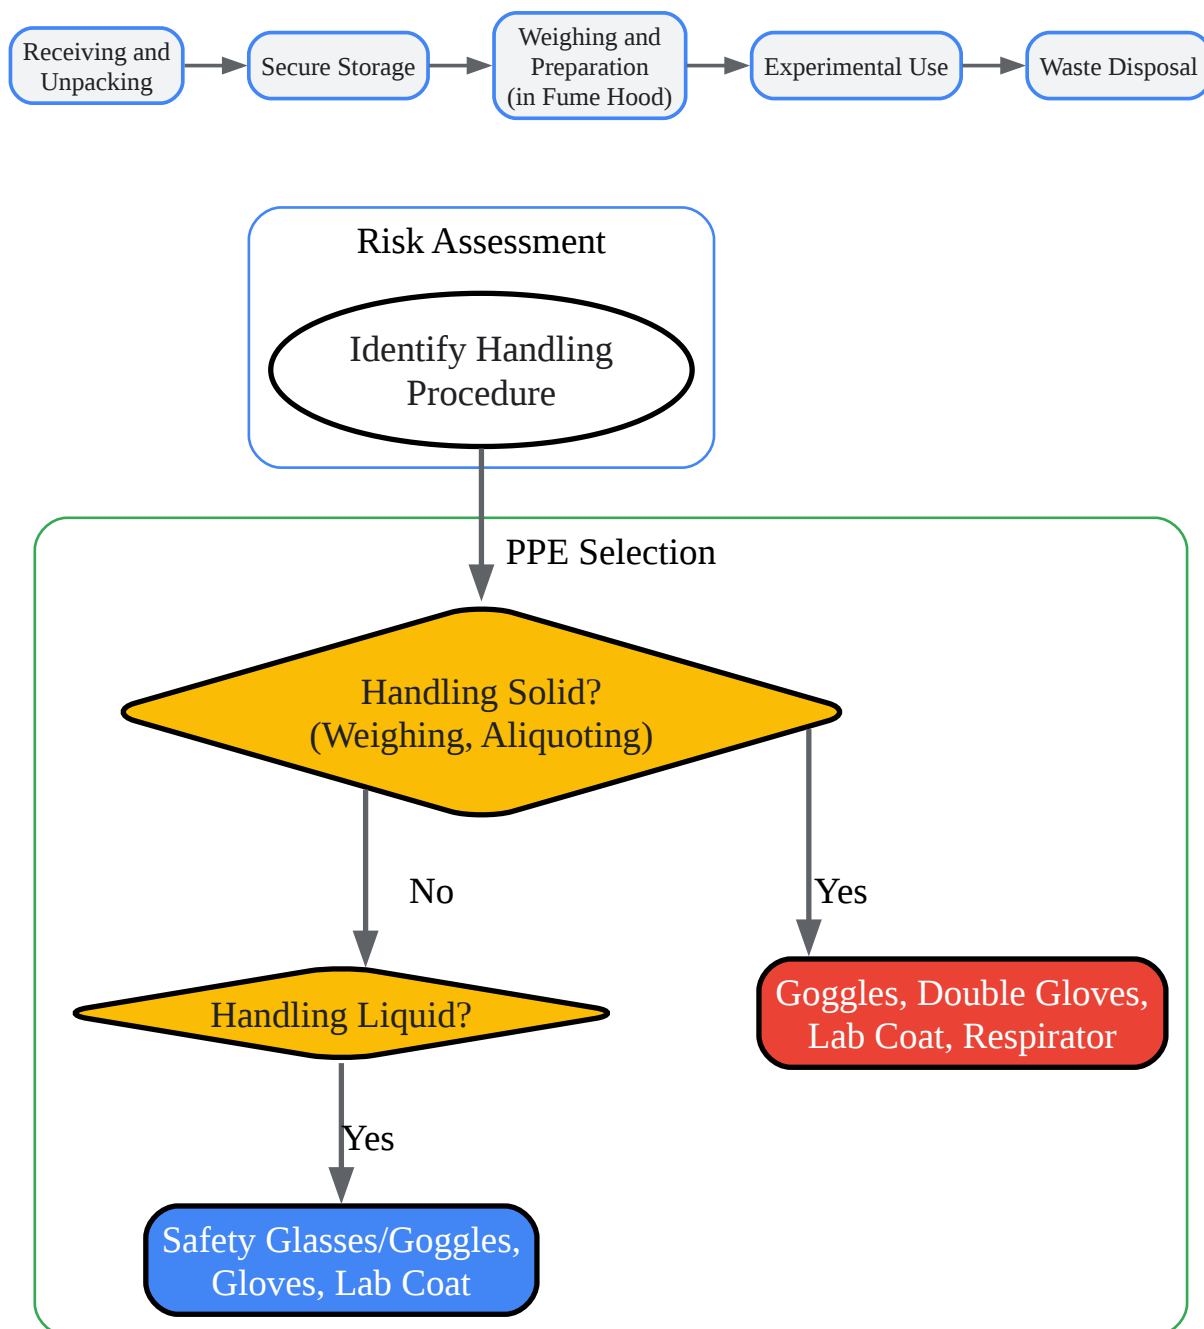 Receiving and
Unpacking
Secure Storage
Weighing and
Preparation
(in Fume Hood)
Experimental Use
Waste Disposal
Risk Assessment
Identify Handling
Procedure
PPE Selection
Handling Solid?
(Weighing, Aliquoting)
No
Yes
Handling Liquid?
Goggles, Double Gloves,
Lab Coat, Respirator
Yes
Safety Glasses/Goggles,
Gloves, Lab Coat